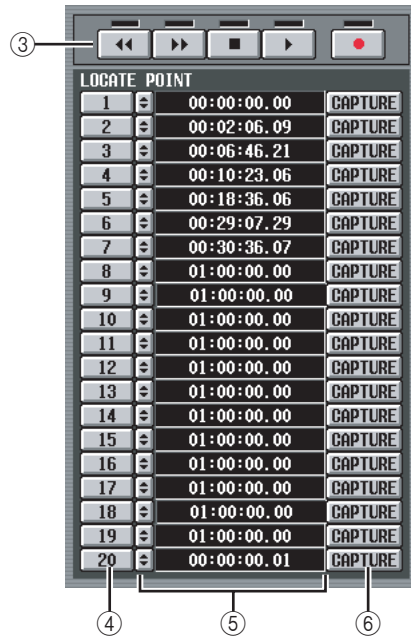 ③
LOCATE POINT
1 00:00:00.00 CAPTURE
2 00:02:06.09 CAPTURE
3 00:06:46.21 CAPTURE
4 00:10:23.06 CAPTURE
5 00:18:36.06 CAPTURE
6 00:29:07.29 CAPTURE
7 00:30:36.07 CAPTURE
8 01:00:00.00 CAPTURE
9 01:00:00.00 CAPTURE
10 01:00:00.00 CAPTURE
11 01:00:00.00 CAPTURE
12 01:00:00.00 CAPTURE
13 01:00:00.00 CAPTURE
14 01:00:00.00 CAPTURE
15 01:00:00.00 CAPTURE
16 01:00:00.00 CAPTURE
17 01:00:00.00 CAPTURE
18 01:00:00.00 CAPTURE
19 01:00:00.00 CAPTURE
20 00:00:00.01 CAPTURE
④ ⑤ ⑥